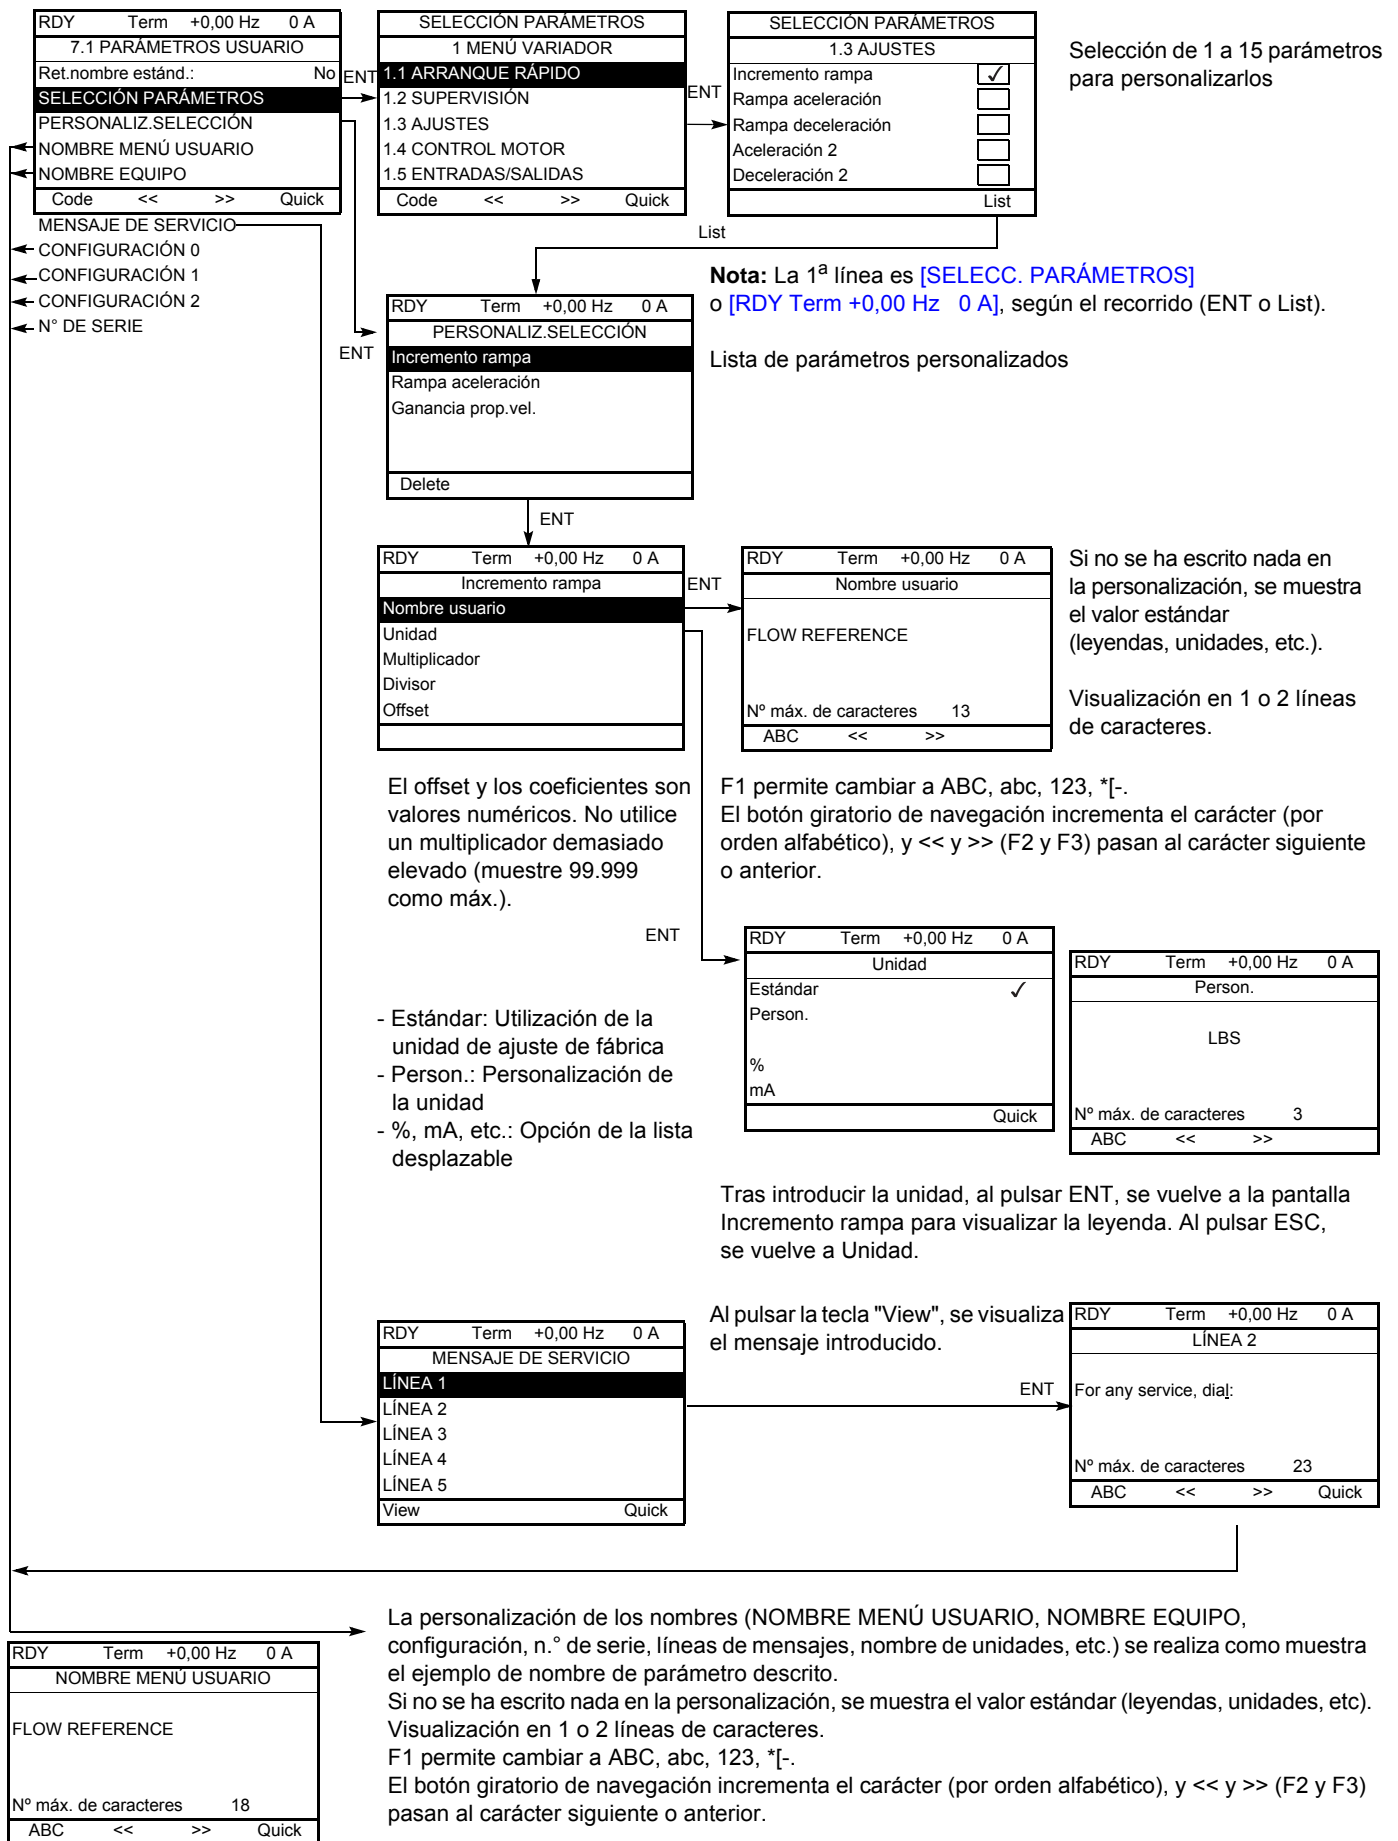 RDY Term +0,00 Hz 0 A
7.1 PARÁMETROS USUARIO
Ret.nombre estánd.: No
SELECCIÓN PARÁMETROS
PERSONALIZ.SELECCIÓN
NOMBRE MENÚ USUARIO
NOMBRE EQUIPO
Code << >> Quick
MENSAJE DE SERVICIO
CONFIGURACIÓN 0
CONFIGURACIÓN 1
CONFIGURACIÓN 2
N° DE SERIE
ENT
SELECCIÓN PARÁMETROS
1 MENÚ VARIADOR
1.1 ARRANQUE RÁPIDO
1.2 SUPERVISIÓN
1.3 AJUSTES
1.4 CONTROL MOTOR
1.5 ENTRADAS/SALIDAS
Code << >> Quick
ENT
SELECCIÓN PARÁMETROS
1.3 AJUSTES
Incremento rampa ✓
Rampa aceleración
Rampa deceleración
Aceleración 2
Deceleración 2
List
Selección de 1 a 15 parámetros
para personalizarlos
List
Nota: La 1ª línea es [SELECC. PARÁMETROS]
o [RDY Term +0,00 Hz 0 A], según el recorrido (ENT o List).
Lista de parámetros personalizados
ENT
RDY Term +0,00 Hz 0 A
PERSONALIZ.SELECCIÓN
Incremento rampa
Rampa aceleración
Ganancia prop.vel.
Delete
ENT
RDY Term +0,00 Hz 0 A
Incremento rampa
Nombre usuario
Unidad
Multiplicador
Divisor
Offset
ENT
RDY Term +0,00 Hz 0 A
Nombre usuario
FLOW REFERENCE
Nº máx. de caracteres 13
ABC << >>
Si no se ha escrito nada en
la personalización, se muestra
el valor estándar
(leyendas, unidades, etc.).
Visualización en 1 o 2 líneas
de caracteres.
El offset y los coeficientes son
valores numéricos. No utilice
un multiplicador demasiado
elevado (muestre 99.999
como máx.).
F1 permite cambiar a ABC, abc, 123, *[-.
El botón giratorio de navegación incrementa el carácter (por
orden alfabético), y << y >> (F2 y F3) pasan al carácter siguiente
o anterior.
ENT
RDY Term +0,00 Hz 0 A
Unidad
Estándar ✓
Person.
%
mA
Quick
RDY Term +0,00 Hz 0 A
Person.
LBS
Nº máx. de caracteres 3
ABC << >>
- Estándar: Utilización de la
unidad de ajuste de fábrica
- Person.: Personalización de
la unidad
- %, mA, etc.: Opción de la lista
desplazable
Tras introducir la unidad, al pulsar ENT, se vuelve a la pantalla
Incremento rampa para visualizar la leyenda. Al pulsar ESC,
se vuelve a Unidad.
RDY Term +0,00 Hz 0 A
MENSAJE DE SERVICIO
LÍNEA 1
LÍNEA 2
LÍNEA 3
LÍNEA 4
LÍNEA 5
View Quick
Al pulsar la tecla "View", se visualiza
el mensaje introducido.
ENT
RDY Term +0,00 Hz 0 A
LÍNEA 2
For any service, dial:
Nº máx. de caracteres 23
ABC << >> Quick
La personalización de los nombres (NOMBRE MENÚ USUARIO, NOMBRE EQUIPO,
configuración, n.° de serie, líneas de mensajes, nombre de unidades, etc.) se realiza como muestra
el ejemplo de nombre de parámetro descrito.
Si no se ha escrito nada en la personalización, se muestra el valor estándar (leyendas, unidades, etc).
Visualización en 1 o 2 líneas de caracteres.
F1 permite cambiar a ABC, abc, 123, *[-.
El botón giratorio de navegación incrementa el carácter (por orden alfabético), y << y >> (F2 y F3)
pasan al carácter siguiente o anterior.
RDY Term +0,00 Hz 0 A
NOMBRE MENÚ USUARIO
FLOW REFERENCE
Nº máx. de caracteres 18
ABC << >> Quick